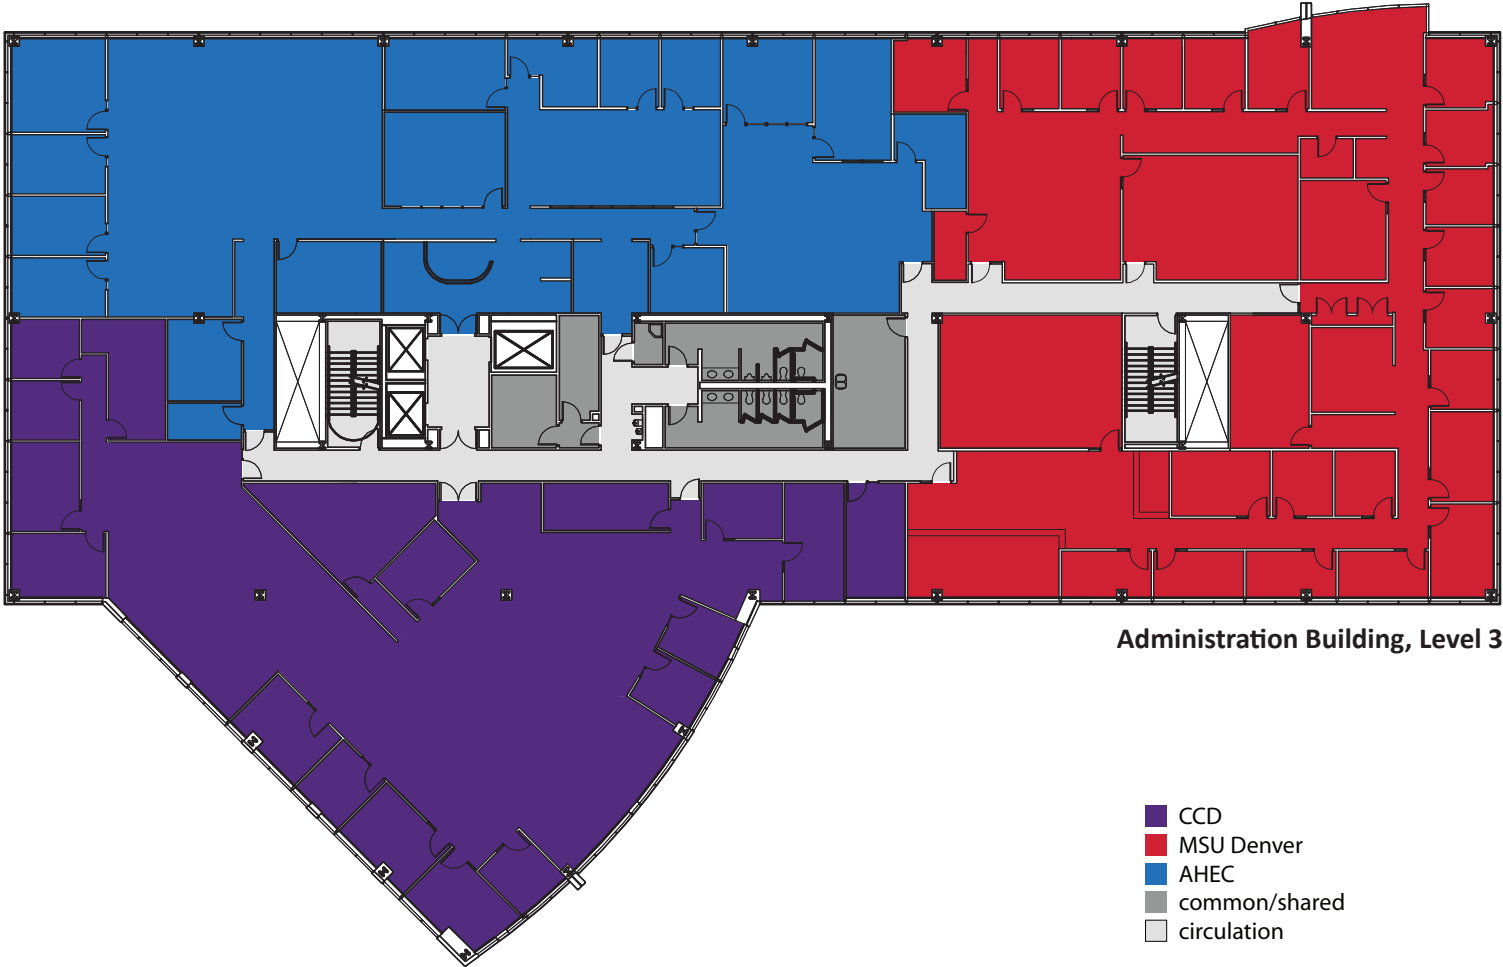 Administration Building, Level 3
CCD
MSU Denver
AHEC
common/shared
circulation